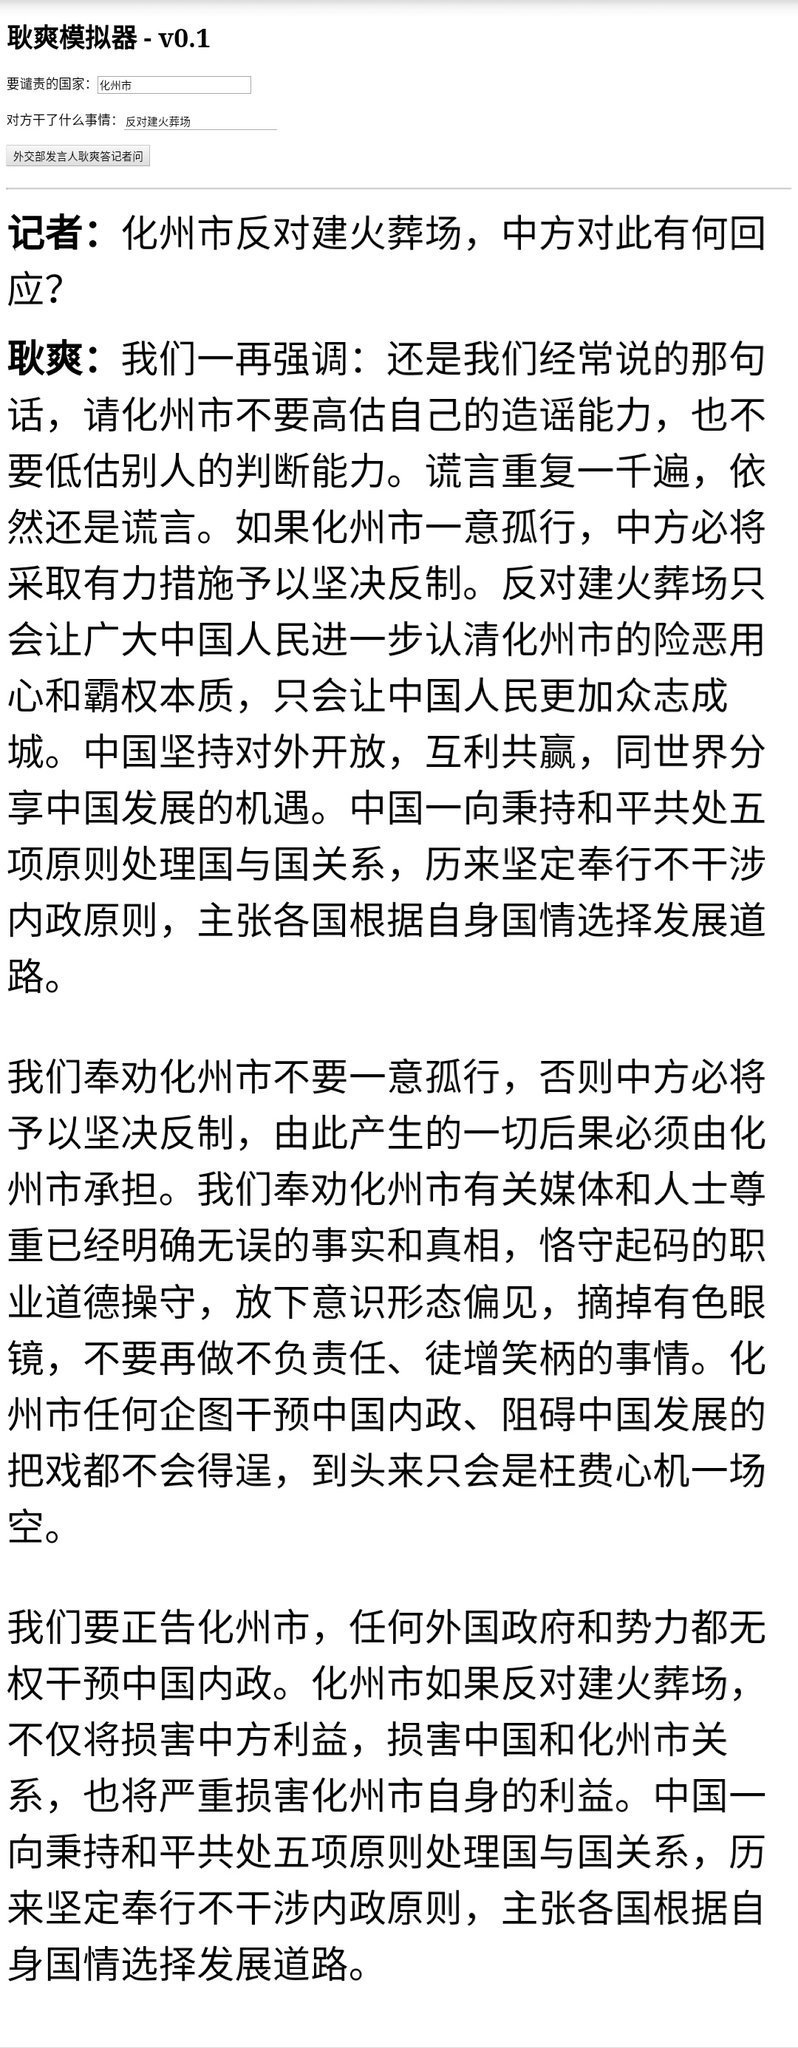 耿爽模拟器 - v0.1
要谴责的国家：化州市
对方干了什么事情：反对建火葬场
外交部发言人耿爽答记者问
记者：化州市反对建火葬场，中方对此有何回
应？
耿爽：我们一再强调：还是我们经常说的那句
话，请化州市不要高估自己的造谣能力，也不
要低估别人的判断能力。谎言重复一千遍，依
然还是谎言。如果化州市一意孤行，中方必将
采取有力措施予以坚决反制。反对建火葬场只
会让广大中国人民进一步认清化州市的险恶用
心和霸权本质，只会让中国人民更加众志成
城。中国坚持对外开放，互利共赢，同世界分
享中国发展的机遇。中国一向秉持和平共处五
项原则处理国与国关系，历来坚定奉行不干涉
内政原则，主张各国根据自身国情选择发展道
路。
我们奉劝化州市不要一意孤行，否则中方必将
予以坚决反制，由此产生的一切后果必须由化
州市承担。我们奉劝化州市有关媒体和人士尊
重已经明确无误的事实和真相，恪守起码的职
业道德操守，放下意识形态偏见，摘掉有色眼
镜，不要再做不负责任、徒增笑柄的事情。化
州市任何企图干预中国内政、阻碍中国发展的
把戏都不会得逞，到头来只会是枉费心机一场
空。
我们要正告化州市，任何外国政府和势力都无
权干预中国内政。化州市如果反对建火葬场，
不仅将损害中方利益，损害中国和化州市关
系，也将严重损害化州市自身的利益。中国一
向秉持和平共处五项原则处理国与国关系，历
来坚定奉行不干涉内政原则，主张各国根据自
身国情选择发展道路。